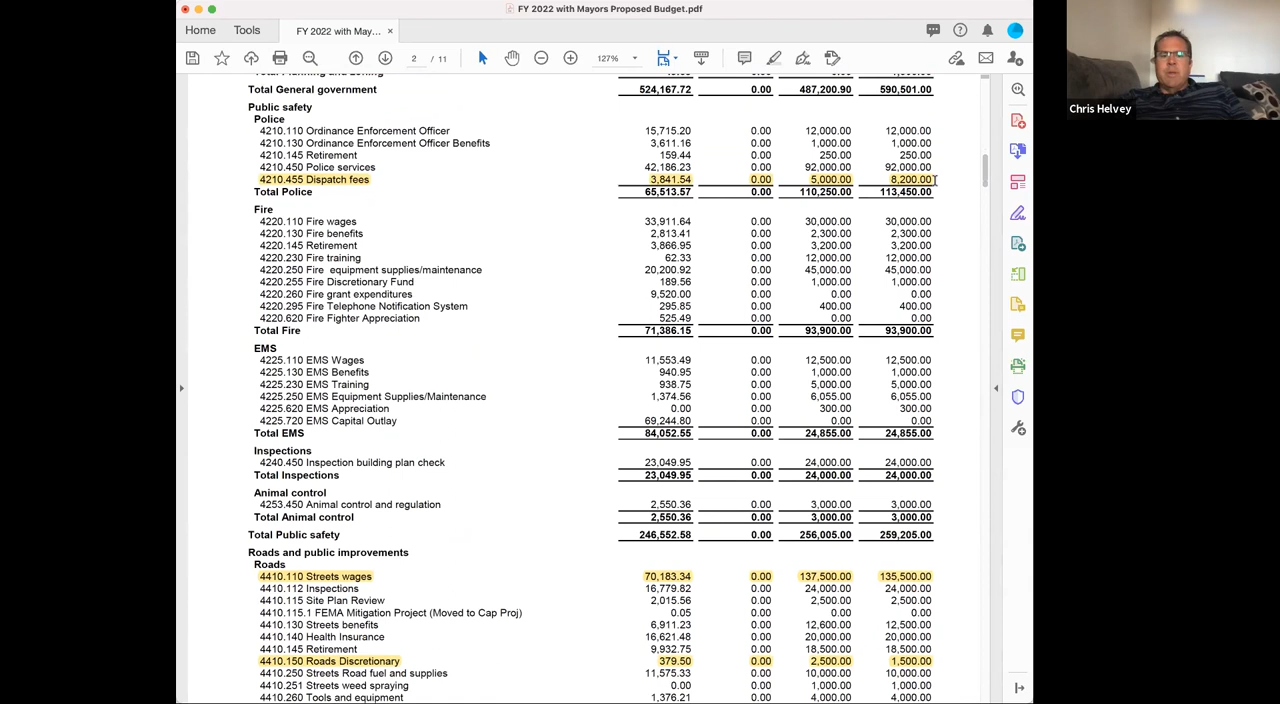 FY 2022 with Mayors Proposed Budget.pdf
Home Tools FY 2022 with May... ×
2 / 11 127%
Total Planning and Zoning
Total General government 524,167.72 0.00 487,200.90 590,501.00
Public safety
Police
4210.110 Ordinance Enforcement Officer 15,715.20 0.00 12,000.00 12,000.00
4210.130 Ordinance Enforcement Officer Benefits 3,611.16 0.00 1,000.00 1,000.00
4210.145 Retirement 159.44 0.00 250.00 250.00
4210.450 Police services 42,186.23 0.00 92,000.00 92,000.00
4210.455 Dispatch fees 3,841.54 0.00 5,000.00 8,200.00
Total Police 65,513.57 0.00 110,250.00 113,450.00
Fire
4220.110 Fire wages 33,911.64 0.00 30,000.00 30,000.00
4220.130 Fire benefits 2,813.41 0.00 2,300.00 2,300.00
4220.145 Retirement 3,866.95 0.00 3,200.00 3,200.00
4220.230 Fire training 62.33 0.00 12,000.00 12,000.00
4220.250 Fire equipment supplies/maintenance 20,200.92 0.00 45,000.00 45,000.00
4220.255 Fire Discretionary Fund 189.56 0.00 1,000.00 1,000.00
4220.260 Fire grant expenditures 9,520.00 0.00 0.00 0.00
4220.295 Fire Telephone Notification System 295.85 0.00 400.00 400.00
4220.620 Fire Fighter Appreciation 525.49 0.00 0.00 0.00
Total Fire 71,386.15 0.00 93,900.00 93,900.00
EMS
4225.110 EMS Wages 11,553.49 0.00 12,500.00 12,500.00
4225.130 EMS Benefits 940.95 0.00 1,000.00 1,000.00
4225.230 EMS Training 938.75 0.00 5,000.00 5,000.00
4225.250 EMS Equipment Supplies/Maintenance 1,374.56 0.00 6,055.00 6,055.00
4225.620 EMS Appreciation 0.00 0.00 300.00 300.00
4225.720 EMS Capital Outlay 69,244.80 0.00 0.00 0.00
Total EMS 84,052.55 0.00 24,855.00 24,855.00
Inspections
4240.450 Inspection building plan check 23,049.95 0.00 24,000.00 24,000.00
Total Inspections 23,049.95 0.00 24,000.00 24,000.00
Animal control
4253.450 Animal control and regulation 2,550.36 0.00 3,000.00 3,000.00
Total Animal control 2,550.36 0.00 3,000.00 3,000.00
Total Public safety 246,552.58 0.00 256,005.00 259,205.00
Roads and public improvements
Roads
4410.110 Streets wages 70,183.34 0.00 137,500.00 135,500.00
4410.112 Inspections 16,779.82 0.00 24,000.00 24,000.00
4410.115 Site Plan Review 2,015.56 0.00 2,500.00 2,500.00
4410.115.1 FEMA Mitigation Project (Moved to Cap Proj) 0.05 0.00 0.00 0.00
4410.130 Streets benefits 6,911.23 0.00 12,600.00 12,500.00
4410.140 Health Insurance 16,621.48 0.00 20,000.00 20,000.00
4410.145 Retirement 9,932.75 0.00 18,500.00 18,500.00
4410.150 Roads Discretionary 379.50 0.00 2,500.00 1,500.00
4410.250 Streets Road fuel and supplies 11,575.33 0.00 10,000.00 10,000.00
4410.251 Streets weed spraying 0.00 0.00 1,000.00 1,000.00
4410.260 Tools and equipment 1,376.21 0.00 4,000.00 4,000.00
Chris Helvey